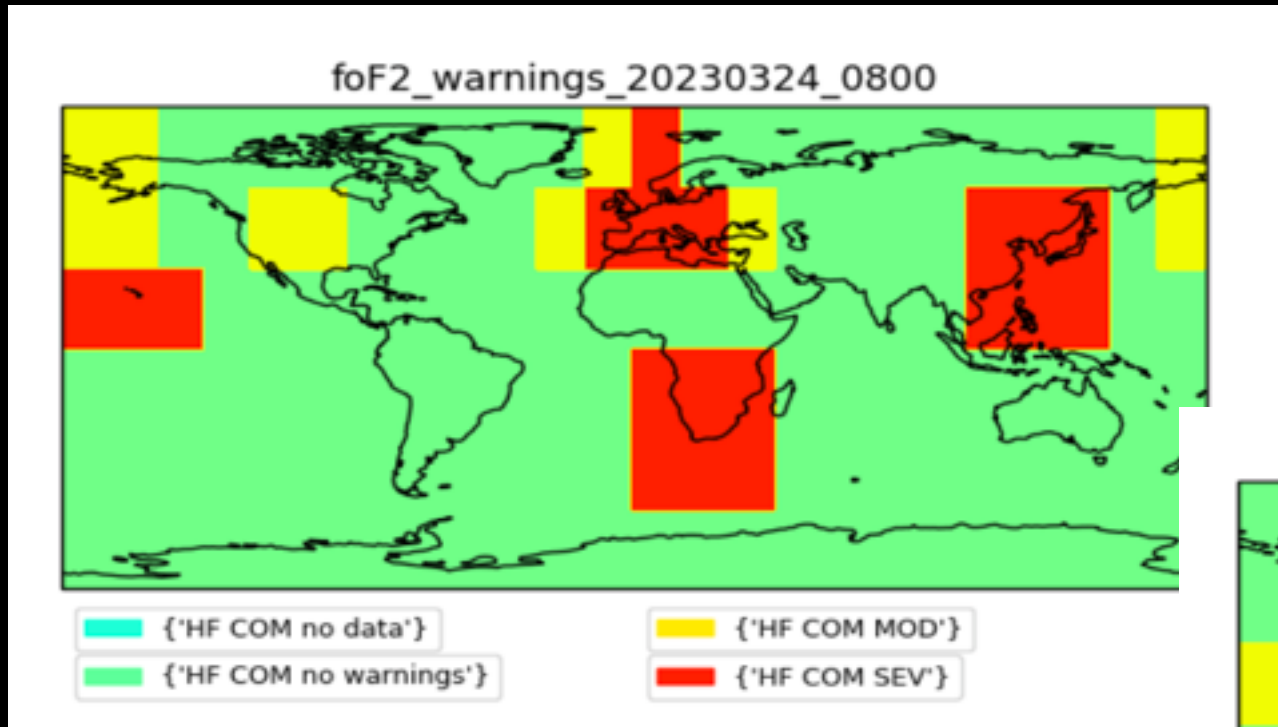 foF2_warnings_20230324_0800
{'HF COM no data'}
{'HF COM no warnings'}
{'HF COM MOD'}
{'HF COM SEV'}